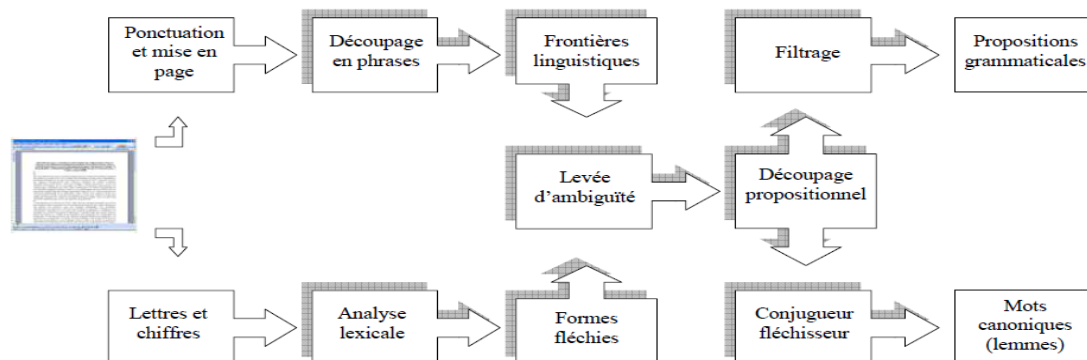 Ponctuation
et mise en
page
Découpage
en phrases
Frontières
linguistiques
Filtrage
Propositions
grammaticales
Levée
d'ambiguïté
Découpage
propositionnel
Lettres et
chiffres
Analyse
lexicale
Formes
fléchies
Conjugueur
fléchisseur
Mots
canoniques
(lemmes)